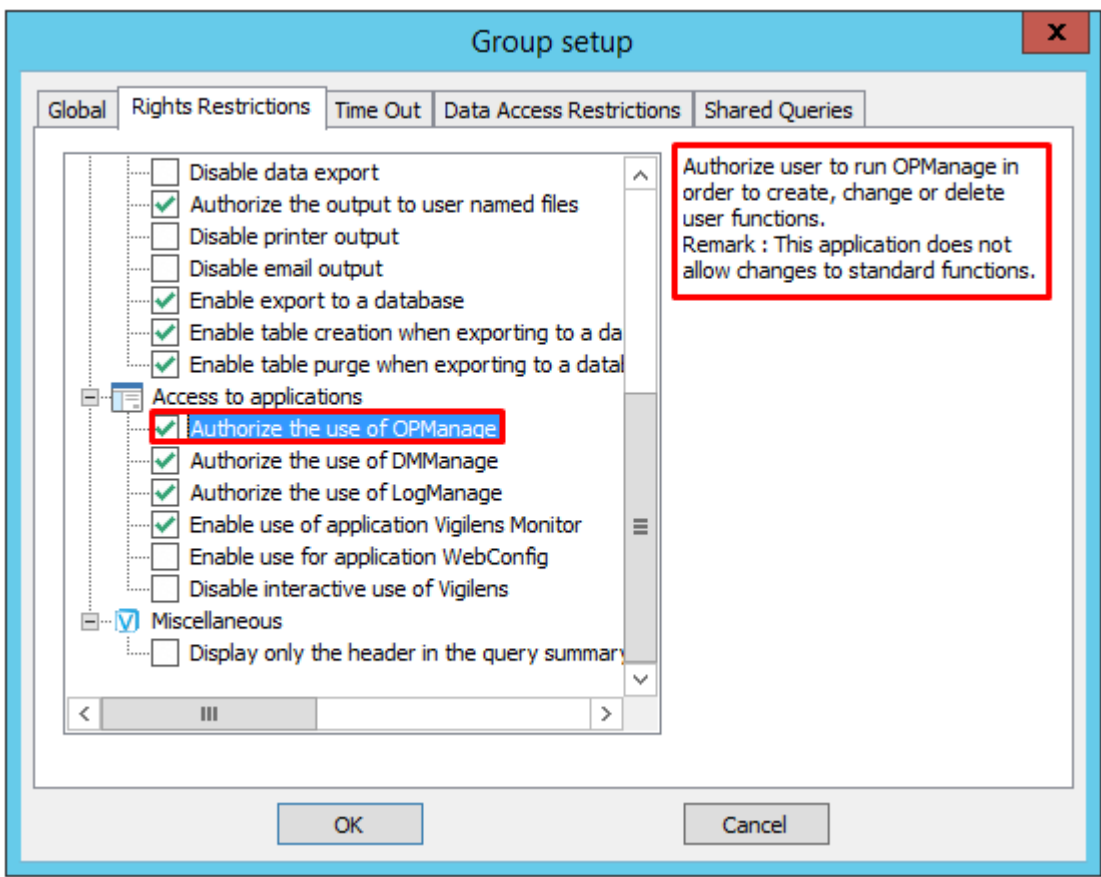 Group setup
x
Global
Rights Restrictions
Time Out
Data Access Restrictions
Shared Queries
Disable data export
Authorize the output to user named files
Disable printer output
Disable email output
Enable export to a database
Enable table creation when exporting to a da
Enable table purge when exporting to a datal
Access to applications
Authorize the use of OPManage
Authorize the use of DMManage
Authorize the use of LogManage
Enable use of application Vigilens Monitor
Enable use for application WebConfig
Disable interactive use of Vigilens
Miscellaneous
Display only the header in the query summary
Authorize user to run OPManage in
order to create, change or delete
user functions.
Remark : This application does not
allow changes to standard functions.
OK
Cancel